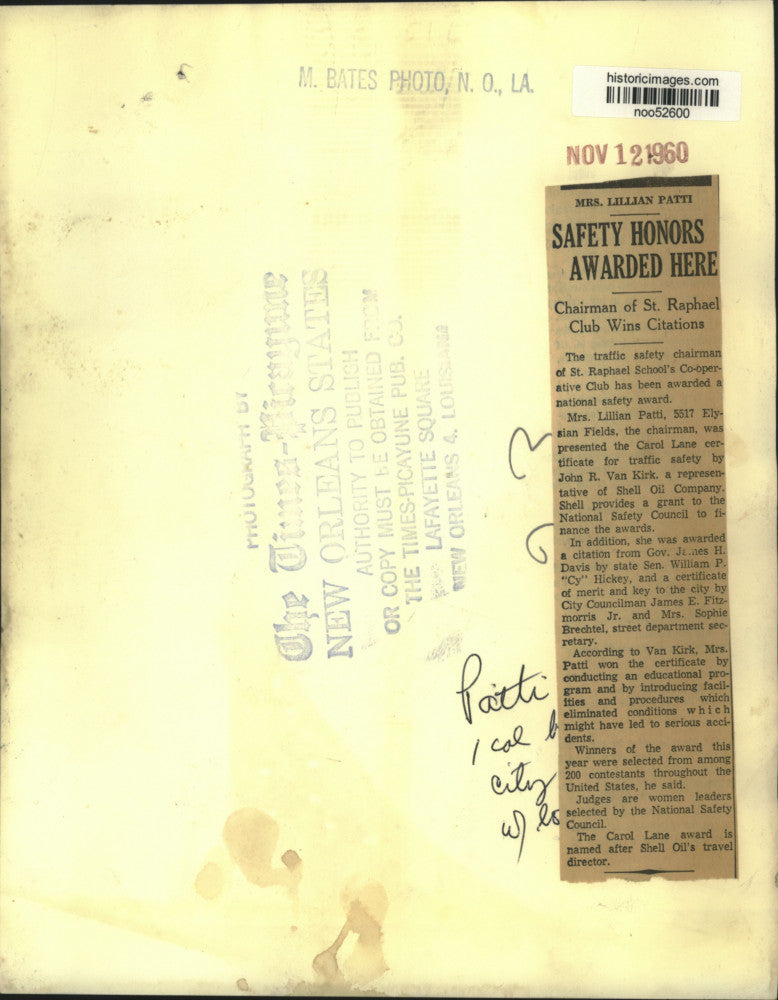 M. BATES PHOTO, N. O., LA.
historicimages.com
noo52600
NOV 12 1960
MRS. LILLIAN PATTI
SAFETY HONORS
AWARDED HERE
Chairman of St. Raphael
Club Wins Citations
The traffic safety chairman
of St. Raphael School's Co-oper-
ative Club has been awarded a
national safety award.
Mrs. Lillian Patti, 5517 Ely-
sian Fields, the chairman, was
presented the Carol Lane cer-
tificate for traffic safety by
John R. Van Kirk, a represen-
tative of Shell Oil Company.
Shell provides a grant to the
National Safety Council to fi-
nance the awards.
In addition, she was awarded
a citation from Gov. James H.
Davis by state Sen. William P.
"Cy" Hickey, and a certificate
of merit and key to the city by
City Councilman James E. Fitz-
morris Jr. and Mrs. Sophie
Brechtel, street department sec-
retary.
According to Van Kirk, Mrs.
Patti won the certificate by
conducting an educational pro-
gram and by introducing facil-
ities and procedures which
eliminated conditions which
might have led to serious acci-
dents.
Winners of the award this
year were selected from among
200 contestants throughout the
United States, he said.
Judges are women leaders
selected by the National Safety
Council.
The Carol Lane award is
named after Shell Oil's travel
director.
PHOTOGRAPH BY
The Times-Picayune
NEW ORLEANS STATES
AUTHORITY TO PUBLISH
OR COPY MUST BE OBTAINED FROM
THE TIMES-PICAYUNE PUB. CO.
LAFAYETTE SQUARE
NEW ORLEANS 4, LOUISIANA
Patti
1 col
city
w/